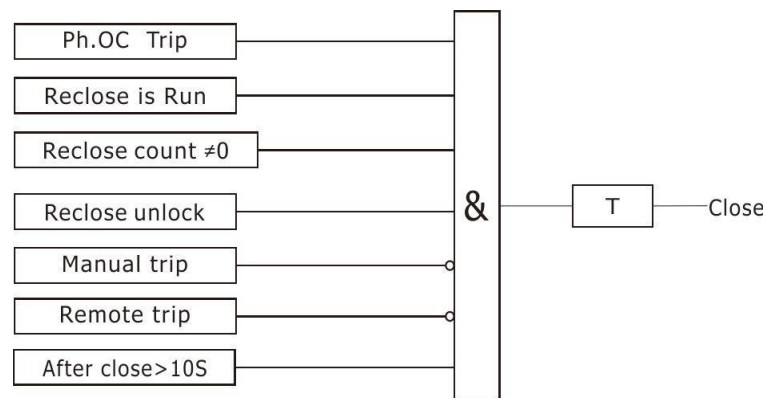 Ph.OC Trip
Reclose is Run
Reclose count ≠0
Reclose unlock
Manual trip
Remote trip
After close>10S
&
T
Close